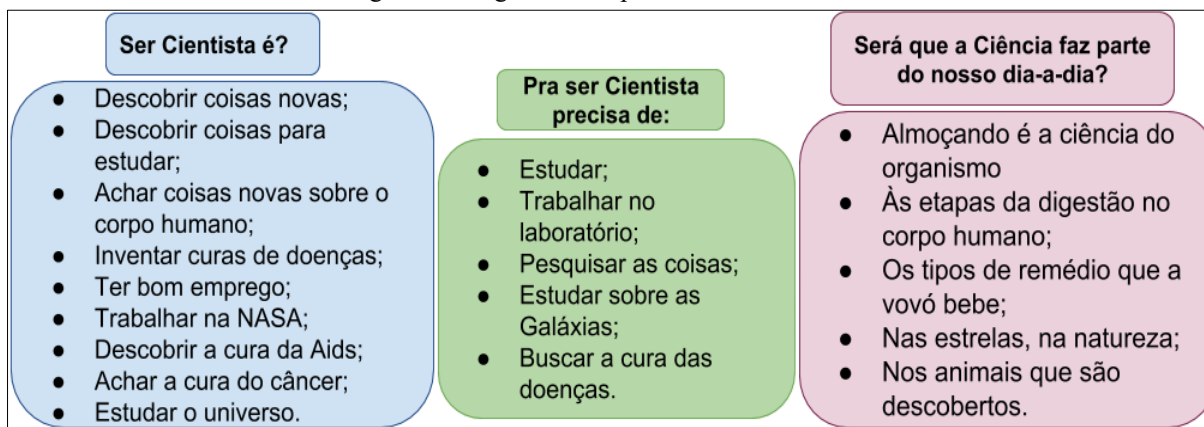 Ser Cientista é?
● Descobrir coisas novas;
● Descobrir coisas para
estudar;
● Achar coisas novas sobre o
corpo humano;
● Inventar curas de doenças;
● Ter bom emprego;
● Trabalhar na NASA;
● Descobrir a cura da Aids;
● Achar a cura do câncer;
● Estudar o universo.
Pra ser Cientista
precisa de:
● Estudar;
● Trabalhar no
laboratório;
● Pesquisar as coisas;
● Estudar sobre as
Galáxias;
● Buscar a cura das
doenças.
Será que a Ciência faz parte
do nosso dia-a-dia?
● Almoçando é a ciência do
organismo
● Às etapas da digestão no
corpo humano;
● Os tipos de remédio que a
vovó bebe;
● Nas estrelas, na natureza;
● Nos animais que são
descobertos.